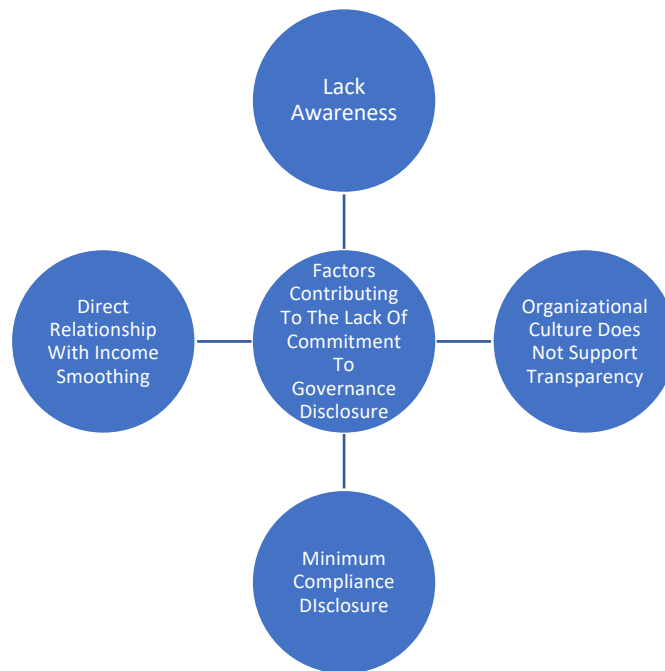 Lack
Awareness
Direct
Relationship
With Income
Smoothing
Factors
Contributing
To The Lack Of
Commitment
To
Governance
Disclosure
Organizational
Culture Does
Not Support
Transparency
Minimum
Compliance
DIsclosure